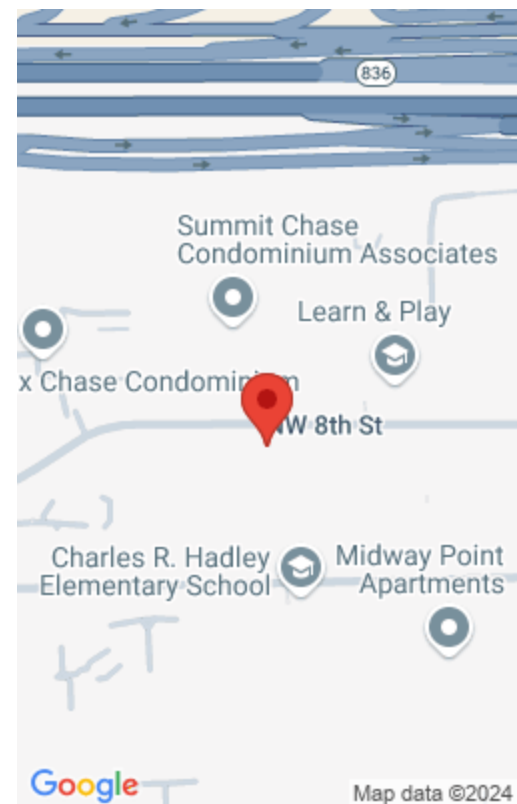 836
Summit Chase
Condominium Associates
Learn & Play
x Chase Condominium
NW 8th St
Charles R. Hadley
Elementary School
Midway Point
Apartments
Google
Map data ©2024